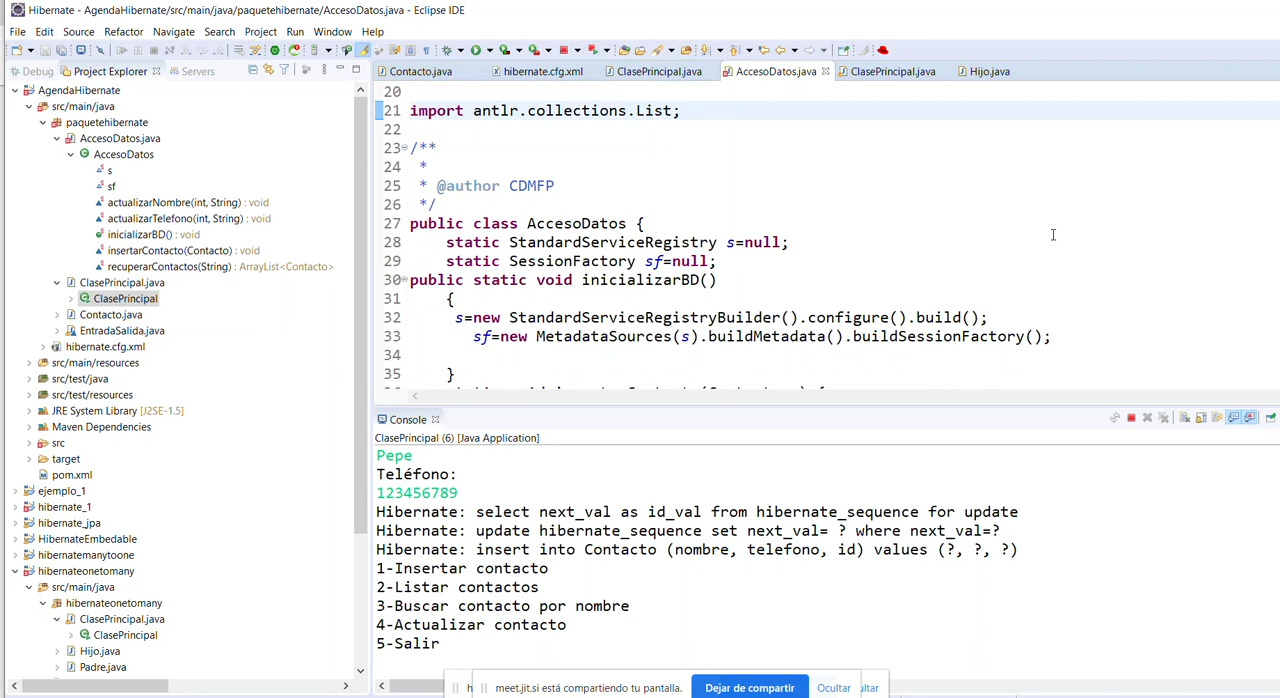 Hibernate - AgendaHibernate/src/main/java/paquetehibernate/AccesoDatos.java - Eclipse IDE
File Edit Source Refactor Navigate Search Project Run Window Help
Debug Project Explorer Servers
AgendaHibernate
src/main/java
paquetehibernate
AccesoDatos.java
AccesoDatos
s
sf
actualizarNombre(int, String) : void
actualizarTelefono(int, String) : void
inicializarBD() : void
insertarContacto(Contacto) : void
recuperarContactos(String) : ArrayList<Contacto>
ClasePrincipal.java
ClasePrincipal
Contacto.java
EntradaSalida.java
hibernate.cfg.xml
src/main/resources
src/test/java
src/test/resources
JRE System Library [J2SE-1.5]
Maven Dependencies
src
target
pom.xml
ejemplo_1
hibernate_1
hibernate_jpa
HibernateEmbedable
hibernatemanytoone
hibernateonetomany
src/main/java
hibernateonetomany
ClasePrincipal.java
ClasePrincipal
Hijo.java
Padre.java
Contacto.java hibernate.cfg.xml ClasePrincipal.java AccesoDatos.java ClasePrincipal.java Hijo.java
20
21 import antlr.collections.List;
22
23 /**
24 *
25 * @author CDMFP
26 */
27 public class AccesoDatos {
28 static StandardServiceRegistry s=null;
29 static SessionFactory sf=null;
30 public static void inicializarBD()
31 {
32 s=new StandardServiceRegistryBuilder().configure().build();
33 sf=new MetadataSources(s).buildMetadata().buildSessionFactory();
34
35 }
Console
ClasePrincipal (6) [Java Application]
Pepe
Teléfono:
123456789
Hibernate: select next_val as id_val from hibernate_sequence for update
Hibernate: update hibernate_sequence set next_val= ? where next_val=?
Hibernate: insert into Contacto (nombre, telefono, id) values (?, ?, ?)
1-Insertar contacto
2-Listar contactos
3-Buscar contacto por nombre
4-Actualizar contacto
5-Salir
meet.jit.si está compartiendo tu pantalla. Dejar de compartir Ocultar